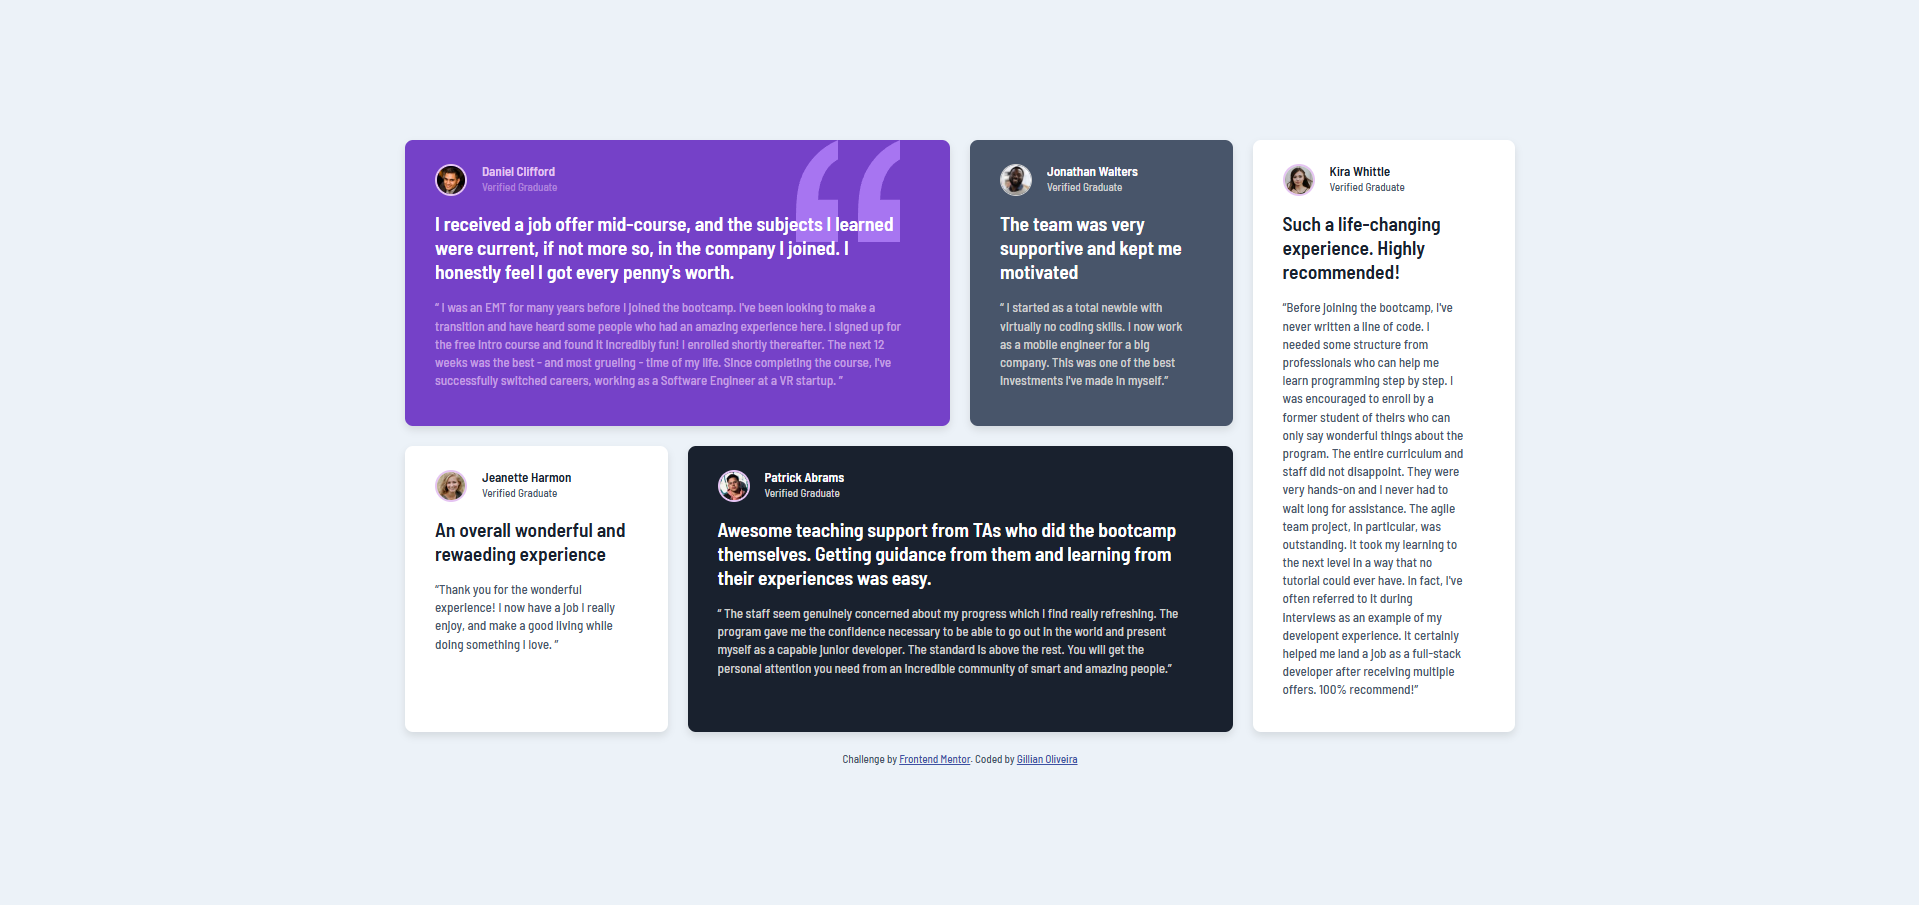 Daniel Clifford
Verified Graduate
I received a job offer mid-course, and the subjects I learned
were current, if not more so, in the company I joined. I
honestly feel I got every penny's worth.
“ I was an EMT for many years before I joined the bootcamp. I've been looking to make a
transition and have heard some people who had an amazing experience here. I signed up for
the free intro course and found it incredibly fun! I enrolled shortly thereafter. The next 12
weeks was the best - and most grueling - time of my life. Since completing the course, I've
successfully switched careers, working as a Software Engineer at a VR startup. ”
Jonathan Walters
Verified Graduate
The team was very
supportive and kept me
motivated
“ I started as a total newbie with
virtually no coding skills. I now work
as a mobile engineer for a big
company. This was one of the best
investments I've made in myself.”
Kira Whittle
Verified Graduate
Such a life-changing
experience. Highly
recommended!
“Before joining the bootcamp, I've
never written a line of code. I
needed some structure from
professionals who can help me
learn programming step by step. I
was encouraged to enroll by a
former student of theirs who can
only say wonderful things about the
program. The entire curriculum and
staff did not disappoint. They were
very hands-on and I never had to
wait long for assistance. The agile
team project, in particular, was
outstanding. It took my learning to
the next level in a way that no
tutorial could ever have. In fact, I've
often referred to it during
interviews as an example of my
developent experience. It certainly
helped me land a job as a full-stack
developer after receiving multiple
offers. 100% recommend!”
Jeanette Harmon
Verified Graduate
An overall wonderful and
rewaeding experience
“Thank you for the wonderful
experience! I now have a job I really
enjoy, and make a good living while
doing something I love. ”
Patrick Abrams
Verified Graduate
Awesome teaching support from TAs who did the bootcamp
themselves. Getting guidance from them and learning from
their experiences was easy.
“ The staff seem genuinely concerned about my progress which I find really refreshing. The
program gave me the confidence necessary to be able to go out in the world and present
myself as a capable junior developer. The standard is above the rest. You will get the
personal attention you need from an incredible community of smart and amazing people.”
Challenge by Frontend Mentor. Coded by Gillian Oliveira